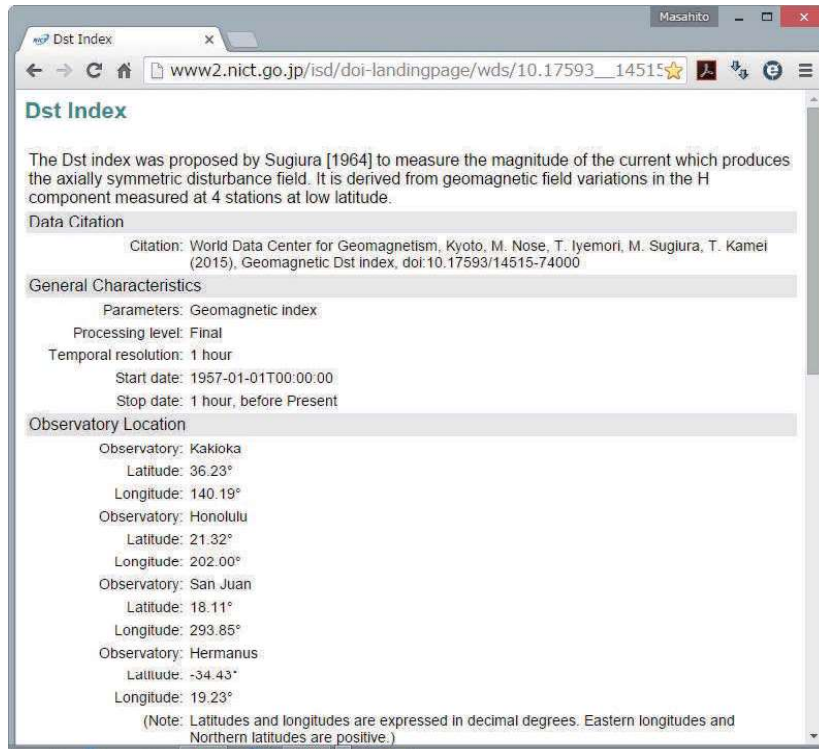 Masahito
Dst Index
www2.nict.go.jp/isd/doi-landingpage/wds/10.17593__14515
Dst Index
The Dst index was proposed by Sugiura [1964] to measure the magnitude of the current which produces
the axially symmetric disturbance field. It is derived from geomagnetic field variations in the H
component measured at 4 stations at low latitude.
Data Citation
Citation: World Data Center for Geomagnetism, Kyoto, M. Nose, T. Iyemori, M. Sugiura, T. Kamei
(2015), Geomagnetic Dst index, doi:10.17593/14515-74000
General Characteristics
Parameters: Geomagnetic index
Processing level: Final
Temporal resolution: 1 hour
Start date: 1957-01-01T00:00:00
Stop date: 1 hour, before Present
Observatory Location
Observatory: Kakioka
Latitude: 36.23°
Longitude: 140.19°
Observatory: Honolulu
Latitude: 21.32°
Longitude: 202.00°
Observatory: San Juan
Latitude: 18.11°
Longitude: 293.85°
Observatory: Hermanus
Latitude: -34.43°
Longitude: 19.23°
(Note: Latitudes and longitudes are expressed in decimal degrees. Eastern longitudes and
Northern latitudes are positive.)